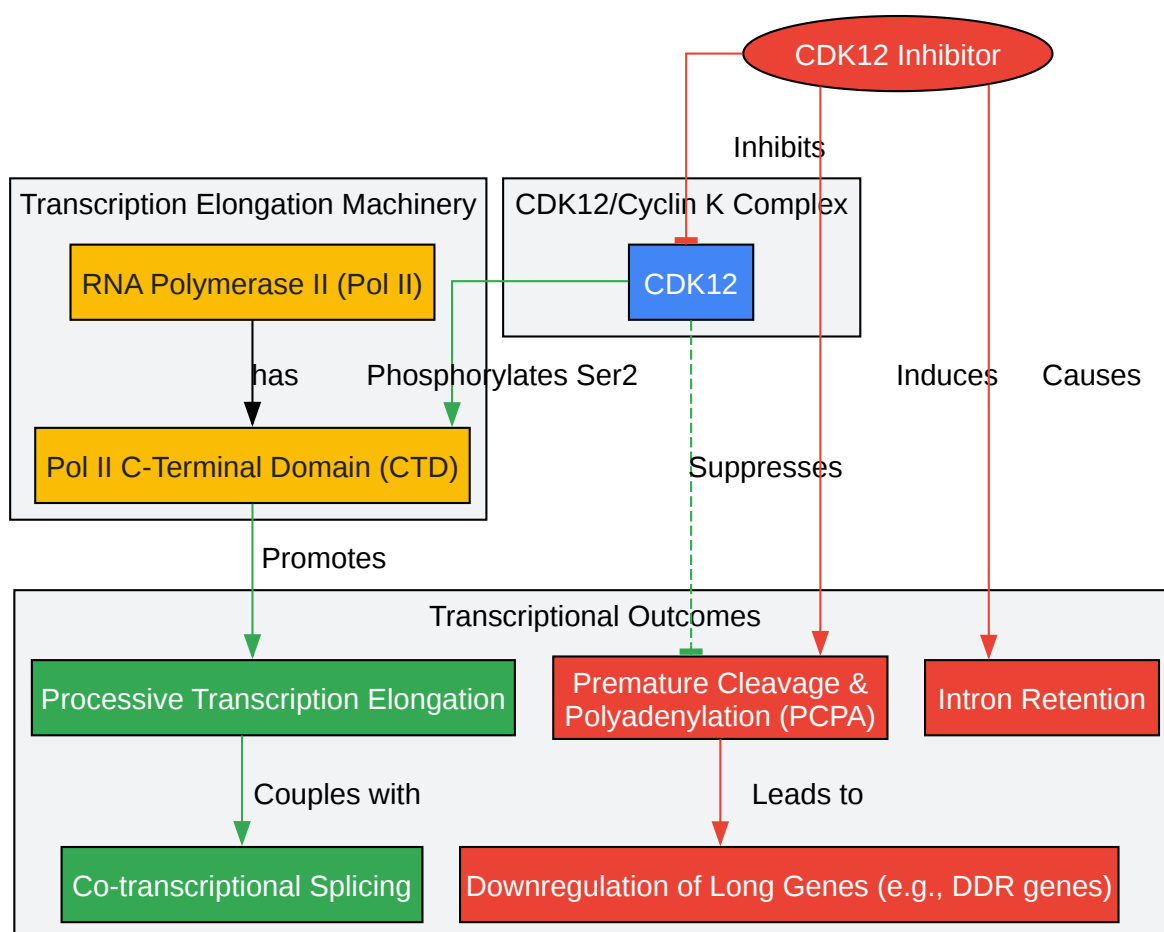 CDK12 Inhibitor
Inhibits
Transcription Elongation Machinery
CDK12/Cyclin K Complex
RNA Polymerase II (Pol II)
CDK12
has
Phosphorylates Ser2
Induces
Causes
Pol II C-Terminal Domain (CTD)
Suppresses
Promotes
Transcriptional Outcomes
Processive Transcription Elongation
Premature Cleavage &
Polyadenylation (PCPA)
Intron Retention
Couples with
Leads to
Co-transcriptional Splicing
Downregulation of Long Genes (e.g., DDR genes)